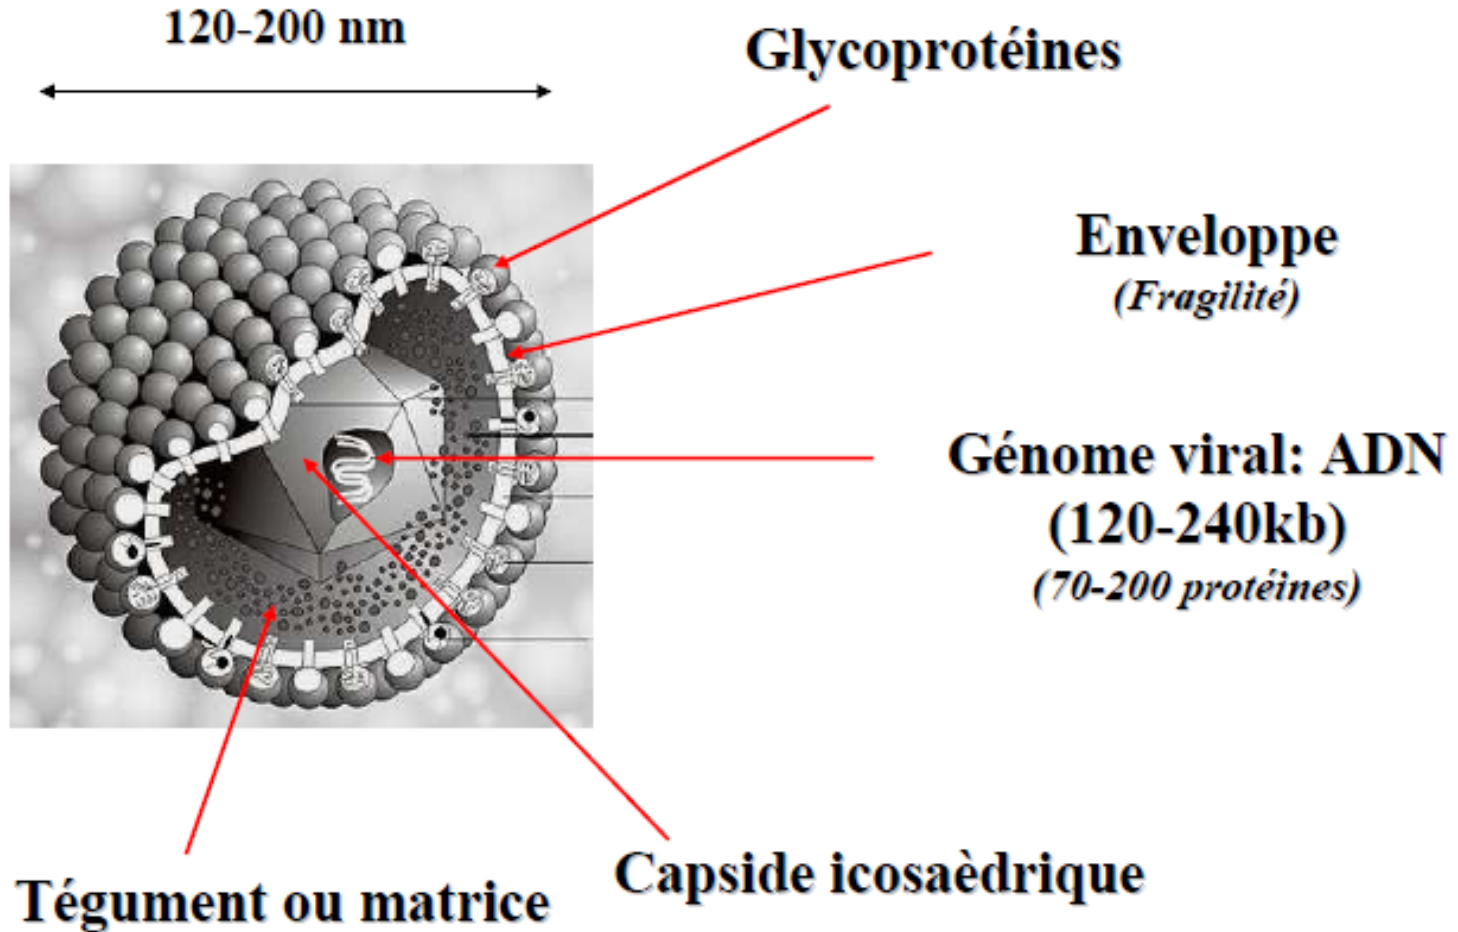 120-200 nm
Glycoprotéines
Enveloppe
(Fragilité)
Génome viral: ADN
(120-240kb)
(70-200 protéines)
Capside icosaèdrique
Tégument ou matrice